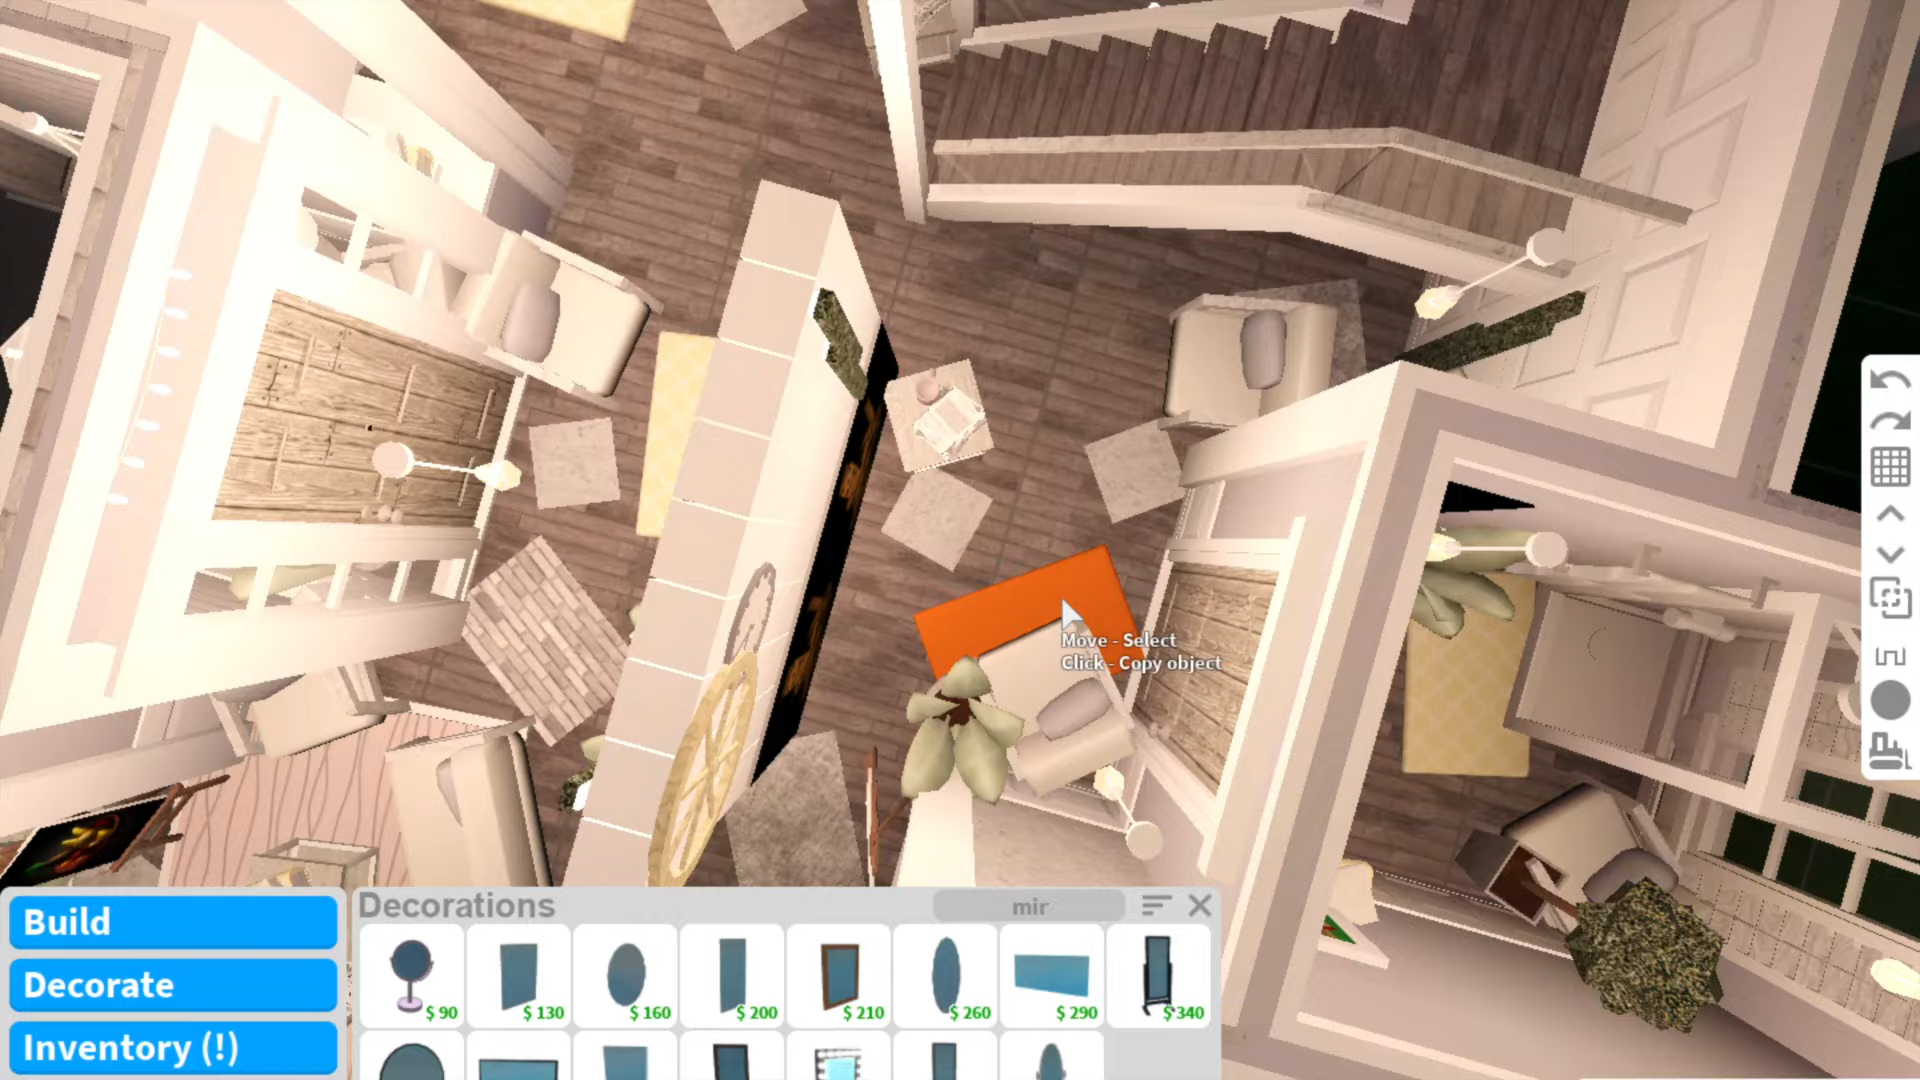 Move - Select
Click - Copy object
Build
Decorate
Inventory (!)
Decorations
mir
$ 90
$ 130
$ 160
$ 200
$ 210
$ 260
$ 290
$ 340